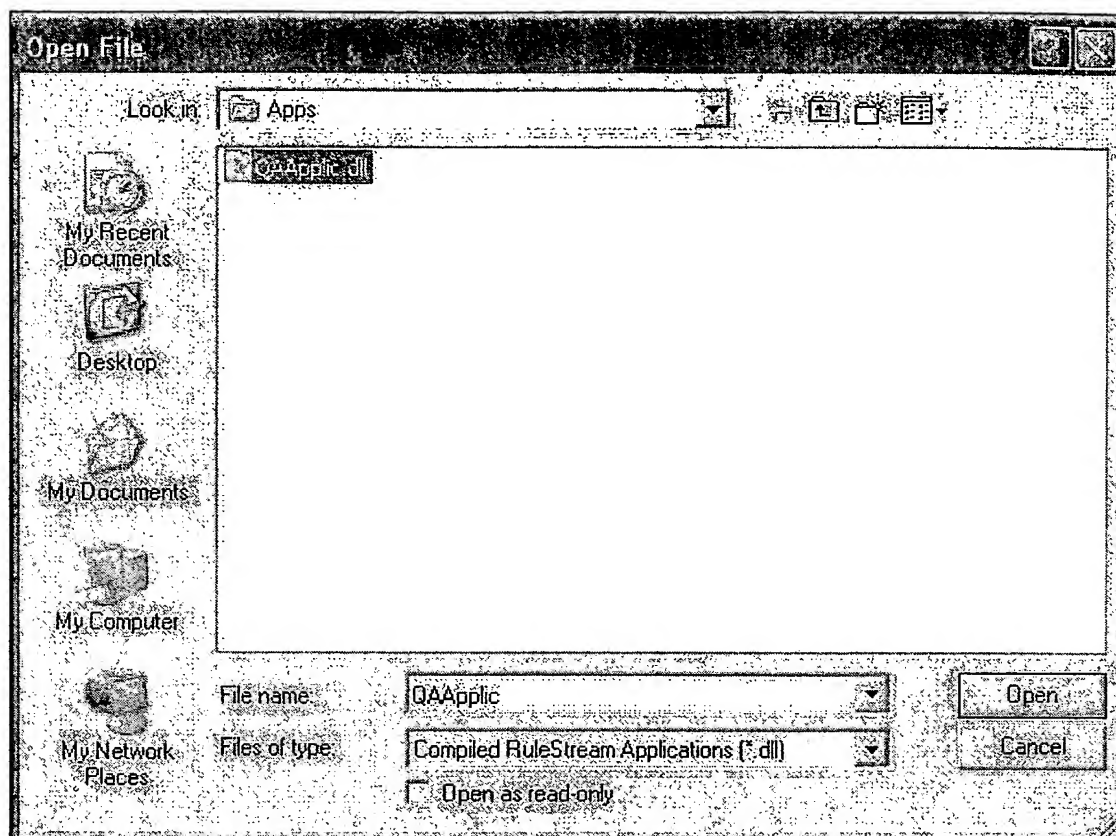 Open File
Look in:
Apps
QAApplic.dll
My Recent
Documents
Desktop
My Documents
My Computer
My Network
Places
File name:
QAApplic
Open
Files of type:
Compiled RuleStream Applications (*.dll)
Cancel
Open as read-only